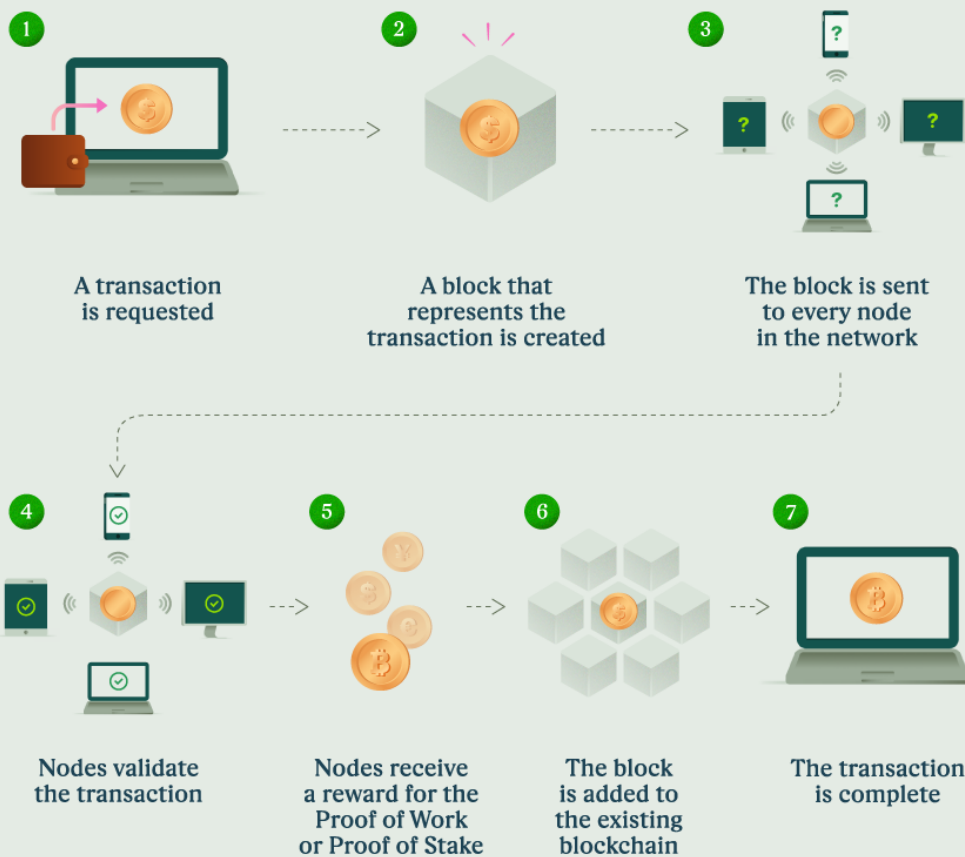 1
2
3
$
$
?
?
?
?
A transaction
is requested
A block that
represents the
transaction is created
The block is sent
to every node
in the network
4
5
6
7
¥
$
€
₿
$
₿
Nodes validate
the transaction
Nodes receive
a reward for the
Proof of Work
or Proof of Stake
The block
is added to
the existing
blockchain
The transaction
is complete